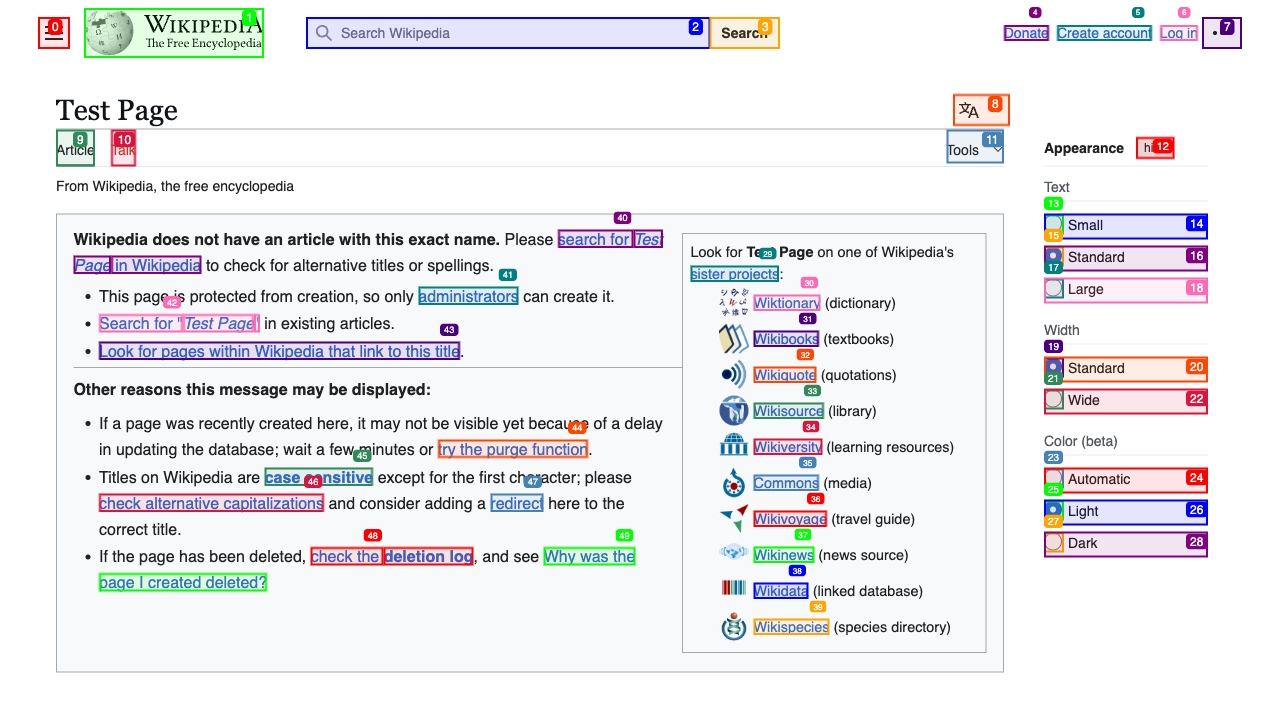 0
1
WIKIPEDIA
The Free Encyclopedia
2
Search Wikipedia
3
Search
4
Donate
5
Create account
6
Log in
7
Test Page
8
9
Article
10
Talk
11
Tools
Appearance
12
From Wikipedia, the free encyclopedia
Text
13
Small 14
15
Standard 16
17
Large 18
Width
19
Standard 20
21
Wide 22
Color (beta)
23
Automatic 24
25
Light 26
27
Dark 28
40
Wikipedia does not have an article with this exact name. Please search for Test
Page in Wikipedia to check for alternative titles or spellings.
41
This page is protected from creation, so only administrators can create it.
42
Search for "Test Page" in existing articles.
43
Look for pages within Wikipedia that link to this title.
Other reasons this message may be displayed:
If a page was recently created here, it may not be visible yet because of a delay
44
in updating the database; wait a few minutes or try the purge function.
45
Titles on Wikipedia are case sensitive except for the first character; please
46
47
check alternative capitalizations and consider adding a redirect here to the
correct title.
48
49
If the page has been deleted, check the deletion log, and see Why was the
page I created deleted?
Look for Test Page on one of Wikipedia's
29
sister projects:
30
Wiktionary (dictionary)
31
Wikibooks (textbooks)
32
Wikiquote (quotations)
33
Wikisource (library)
34
Wikiversity (learning resources)
35
Commons (media)
36
Wikivoyage (travel guide)
37
Wikinews (news source)
38
Wikidata (linked database)
39
Wikispecies (species directory)